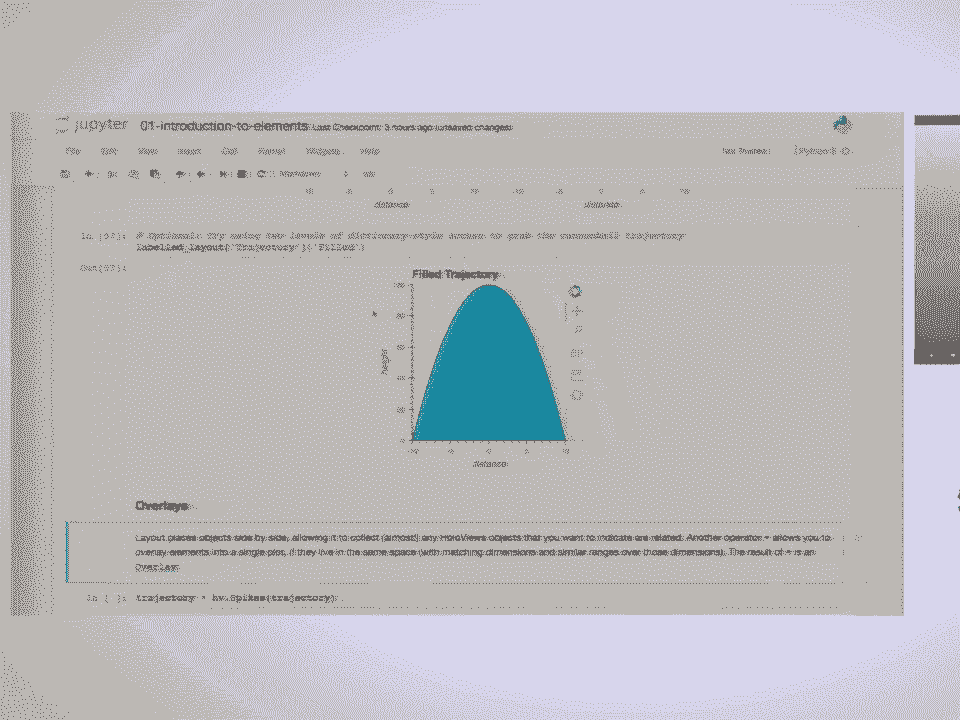 jupyter 01-introduction-to-elements Last Checkpoint: 3 hours ago (unsaved changes)
File Edit View Insert Cell Kernel Widgets Help Not Trusted Python 3
Markdown
distance distance
# Optional: Try using two levels of dictionary-style access to grab the cannonball trajectory
labelled_layout['Trajectory']['Filled']
Filled Trajectory
height
distance
Overlays
Layout places objects side by side, allowing it to collect (almost) any HoloViews objects that you want to indicate are related. Another operator * allows you to
overlay elements into a single plot, if they live in the same space (with matching dimensions and similar ranges over those dimensions). The result of * is an
Overlay:
In [ ]: trajectory * hv.Spikes(trajectory)